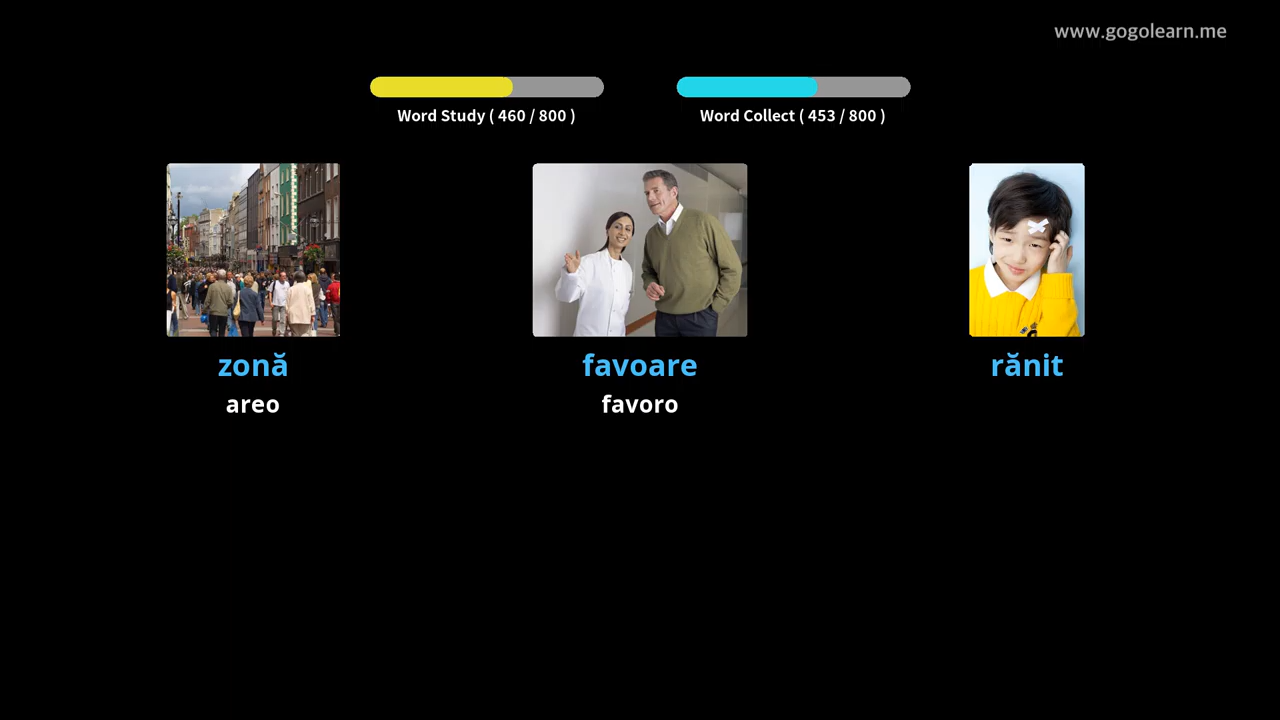 www.gogolearn.me
Word Study ( 460 / 800 )
Word Collect ( 453 / 800 )
zonă
areo
favoare
favoro
rănit